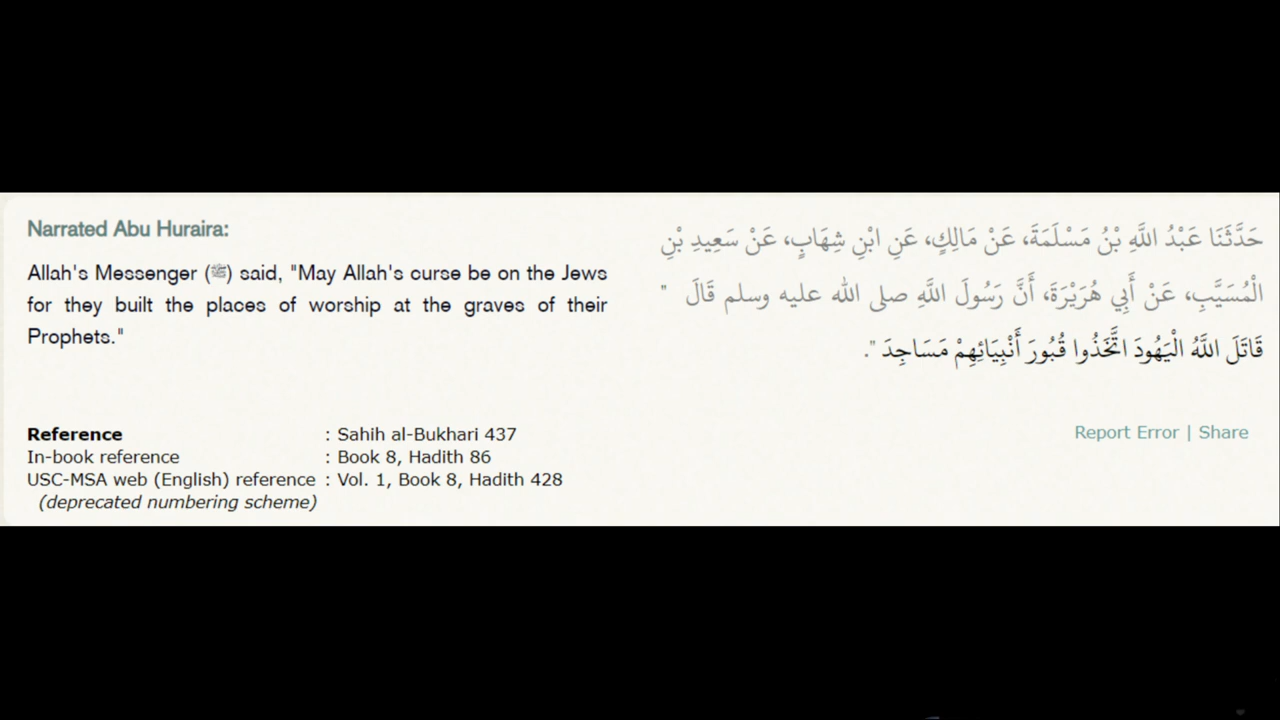 Narrated Abu Huraira:
Allah's Messenger (ﷺ) said, "May Allah's curse be on the Jews
for they built the places of worship at the graves of their
Prophets."
حَدَّثَنَا عَبْدُ اللَّهِ بْنُ مَسْلَمَةَ، عَنْ مَالِكٍ، عَنِ ابْنِ شِهَابٍ، عَنْ سَعِيدِ بْنِ
الْمُسَيَّبِ، عَنْ أَبِي هُرَيْرَةَ، أَنَّ رَسُولَ اللَّهِ صلى الله عليه وسلم قَالَ ‏ "‏
قَاتَلَ اللَّهُ الْيَهُودَ اتَّخَذُوا قُبُورَ أَنْبِيَائِهِمْ مَسَاجِدَ ‏"‏‏.‏
Reference : Sahih al-Bukhari 437
In-book reference : Book 8, Hadith 86
USC-MSA web (English) reference : Vol. 1, Book 8, Hadith 428
(deprecated numbering scheme)
Report Error | Share